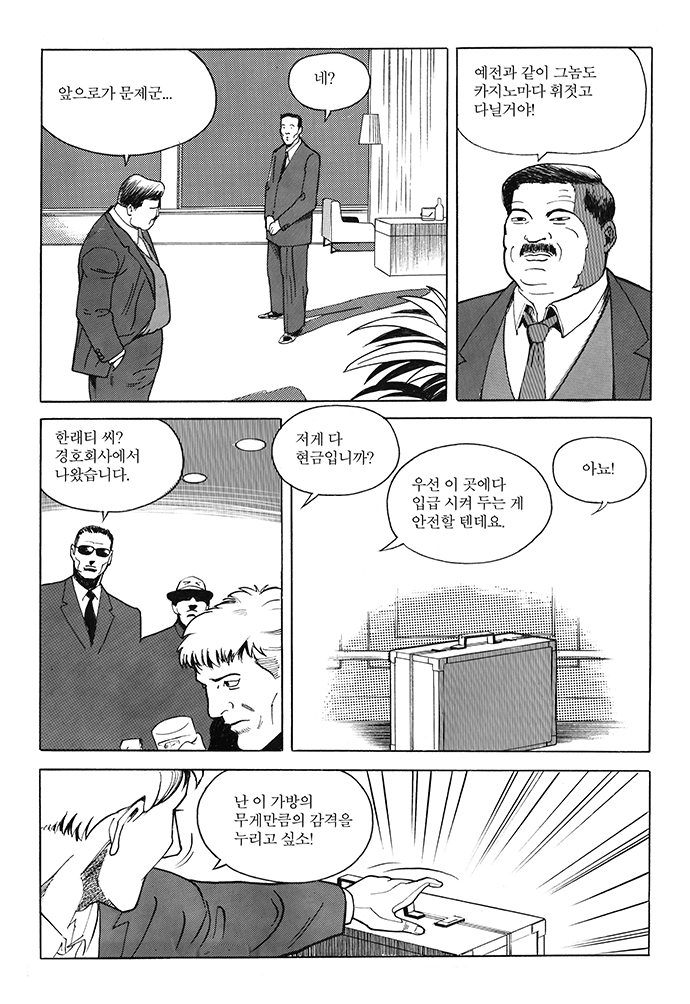 앞으로가 문제군...
네?
예전과 같이 그놈도
카지노마다 휘젓고
다닐거야!
한래티 씨?
경호회사에서
나왔습니다.
저게 다
현금입니까?
우선 이 곳에다
입급 시켜 두는 게
안전할 텐데요.
아뇨!
난 이 가방의
무게만큼의 감격을
누리고 싶소!